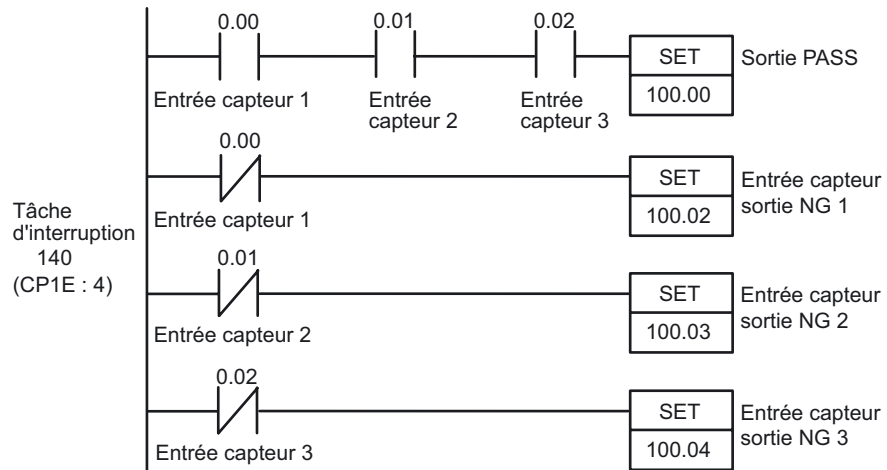 0.00
0.01
0.02
SET
Sortie PASS
100.00
Entrée capteur 1
Entrée
capteur 2
Entrée
capteur 3
0.00
SET
Entrée capteur
sortie NG 1
100.02
Entrée capteur 1
Tâche
d'interruption
140
(CP1E : 4)
0.01
SET
Entrée capteur
sortie NG 2
100.03
Entrée capteur 2
0.02
SET
Entrée capteur
sortie NG 3
100.04
Entrée capteur 3